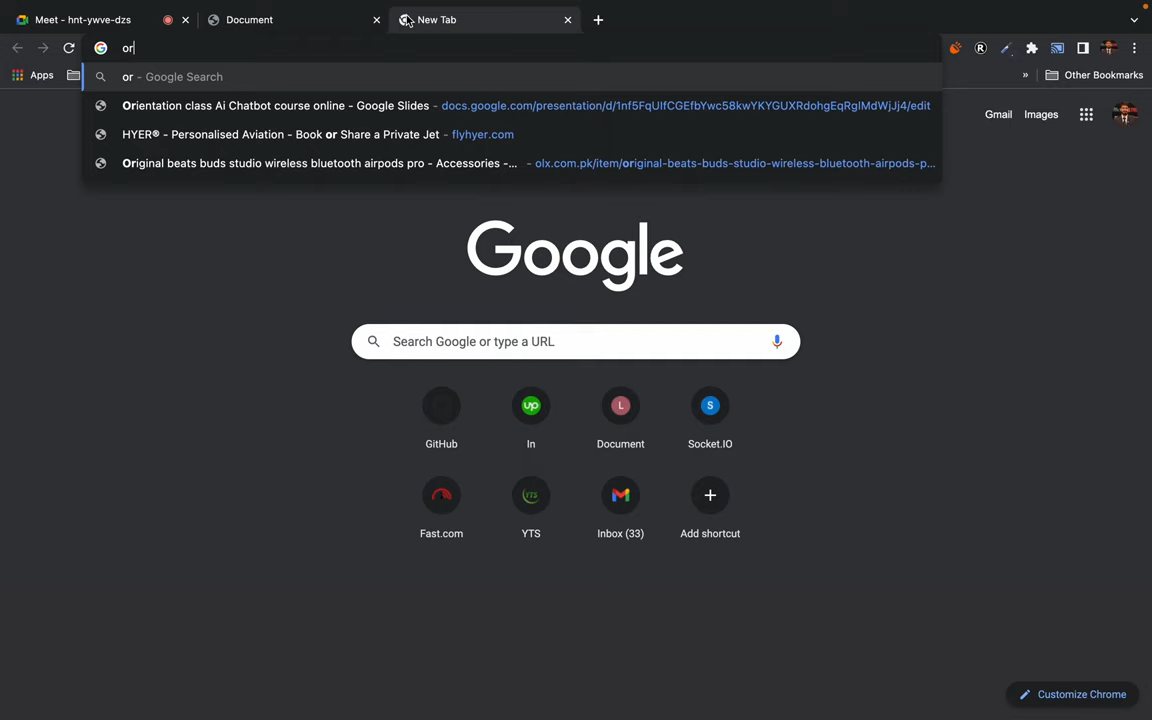 Meet - hnt-ywve-dzs
Document
New Tab
or
Apps
Other Bookmarks
or - Google Search
Orientation class Ai Chatbot course online - Google Slides - docs.google.com/presentation/d/1nf5FqUIfCGEfbYwc58kwYKYGUXRdohgEqRglMdWjJj4/edit
HYER® - Personalised Aviation - Book or Share a Private Jet - flyhyer.com
Original beats buds studio wireless bluetooth airpods pro - Accessories -... - olx.com.pk/item/original-beats-buds-studio-wireless-bluetooth-airpods-p...
Gmail Images
Google
Search Google or type a URL
GitHub In Document Socket.IO
Fast.com YTS Inbox (33) Add shortcut
Customize Chrome